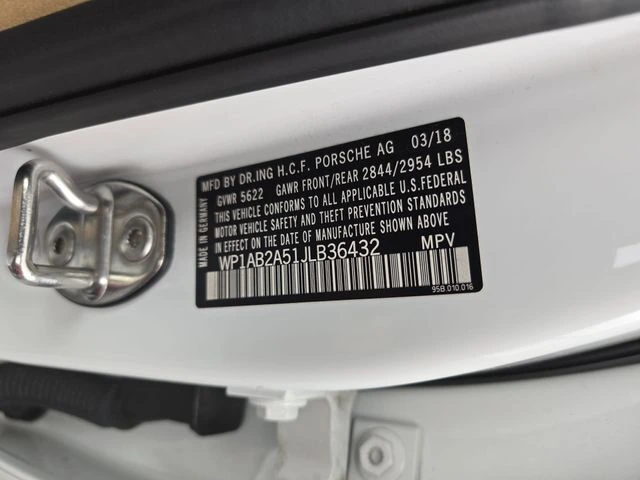 MFD BY DR.ING H.C.F. PORSCHE AG 03/18
GVWR 5622 GAWR FRONT/REAR 2844/2954 LBS
THIS VEHICLE CONFORMS TO ALL APPLICABLE U.S.FEDERAL
MOTOR VEHICLE SAFETY AND THEFT PREVENTION STANDARDS
IN EFFECT ON THE DATE OF MANUFACTURE SHOWN ABOVE
WP1AB2A51JLB36432 MPV
95B.010.016
MADE IN GERMANY